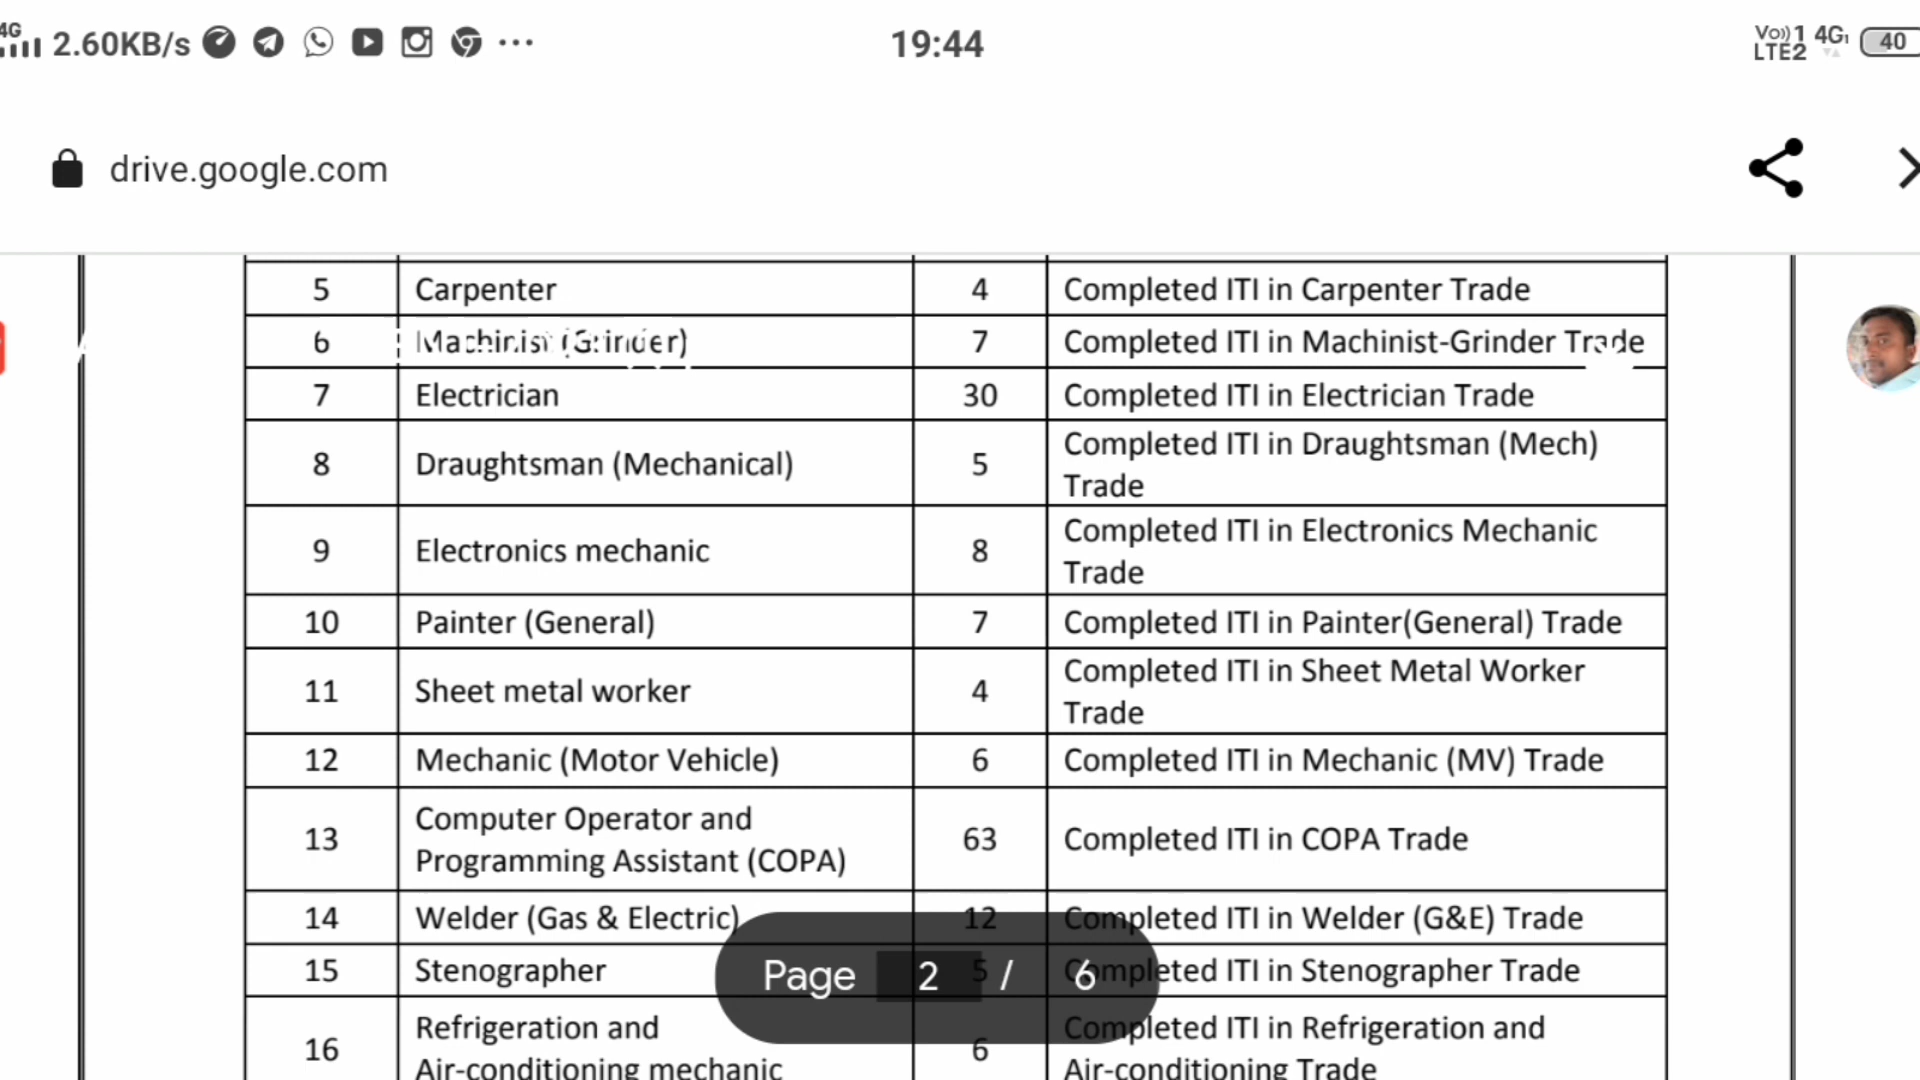 4G 2.60KB/s 19:44 Vo)) 1 4G 40
LTE2
drive.google.com
5 Carpenter 4 Completed ITI in Carpenter Trade
6 Machinist (Grinder) 7 Completed ITI in Machinist-Grinder Trade
7 Electrician 30 Completed ITI in Electrician Trade
8 Draughtsman (Mechanical) 5 Completed ITI in Draughtsman (Mech)
Trade
9 Electronics mechanic 8 Completed ITI in Electronics Mechanic
Trade
10 Painter (General) 7 Completed ITI in Painter(General) Trade
11 Sheet metal worker 4 Completed ITI in Sheet Metal Worker
Trade
12 Mechanic (Motor Vehicle) 6 Completed ITI in Mechanic (MV) Trade
13 Computer Operator and
Programming Assistant (COPA) 63 Completed ITI in COPA Trade
14 Welder (Gas & Electric) 12 Completed ITI in Welder (G&E) Trade
15 Stenographer 5 Completed ITI in Stenographer Trade
Page 2 / 6
16 Refrigeration and
Air-conditioning mechanic 6 Completed ITI in Refrigeration and
Air-conditioning Trade